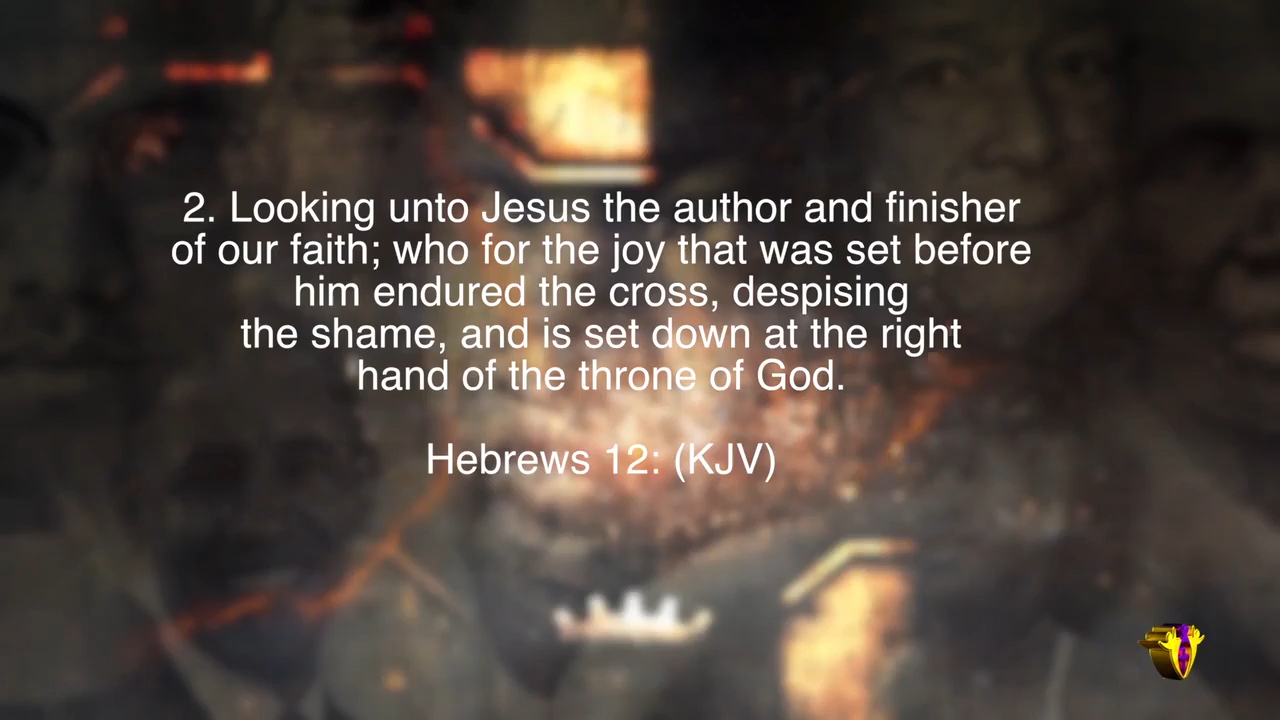 2. Looking unto Jesus the author and finisher
of our faith; who for the joy that was set before
him endured the cross, despising
the shame, and is set down at the right
hand of the throne of God.
Hebrews 12: (KJV)